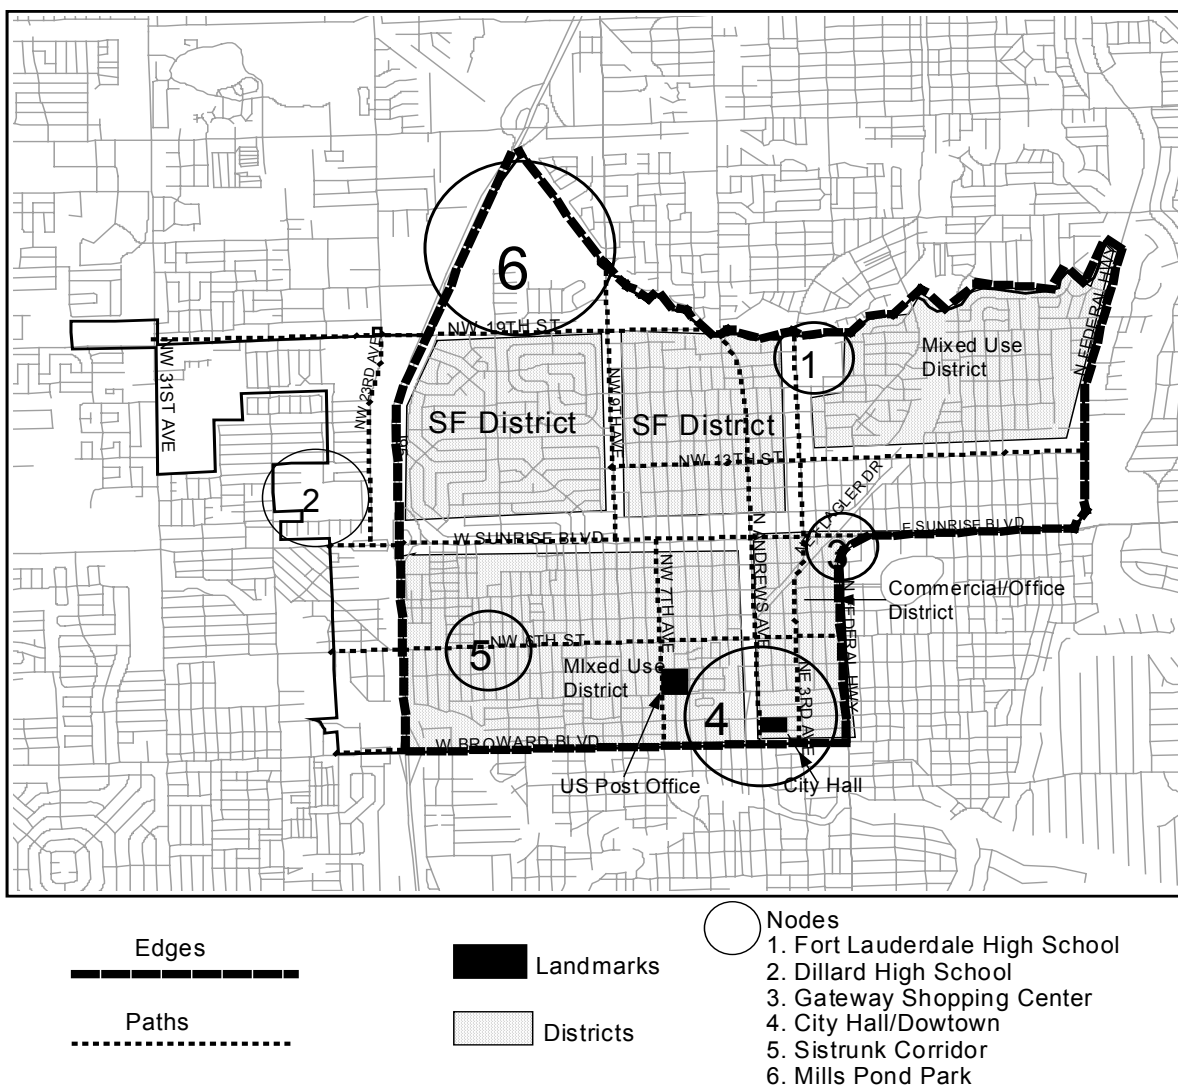 6
NW 19TH ST
N FEDERAL HWY
Mixed Use
District
1
NW 31ST AVE
NW 23RD AVE
NW 9TH AVE
SF District
SF District
I95
NW 13TH ST
2
FLAGLER DR
N ANDREWS AVE
E SUNRISE BLVD
W SUNRISE BLVD
3
NW 7TH AVE
Commercial/Office
District
N FEDERAL HWY
NW 6TH ST
5
MIxed Use
District
4
NE 3RD AVE
W BROWARD BLVD
US Post Office
City Hall
Edges
Paths
Landmarks
Districts
Nodes
1. Fort Lauderdale High School
2. Dillard High School
3. Gateway Shopping Center
4. City Hall/Dowtown
5. Sistrunk Corridor
6. Mills Pond Park